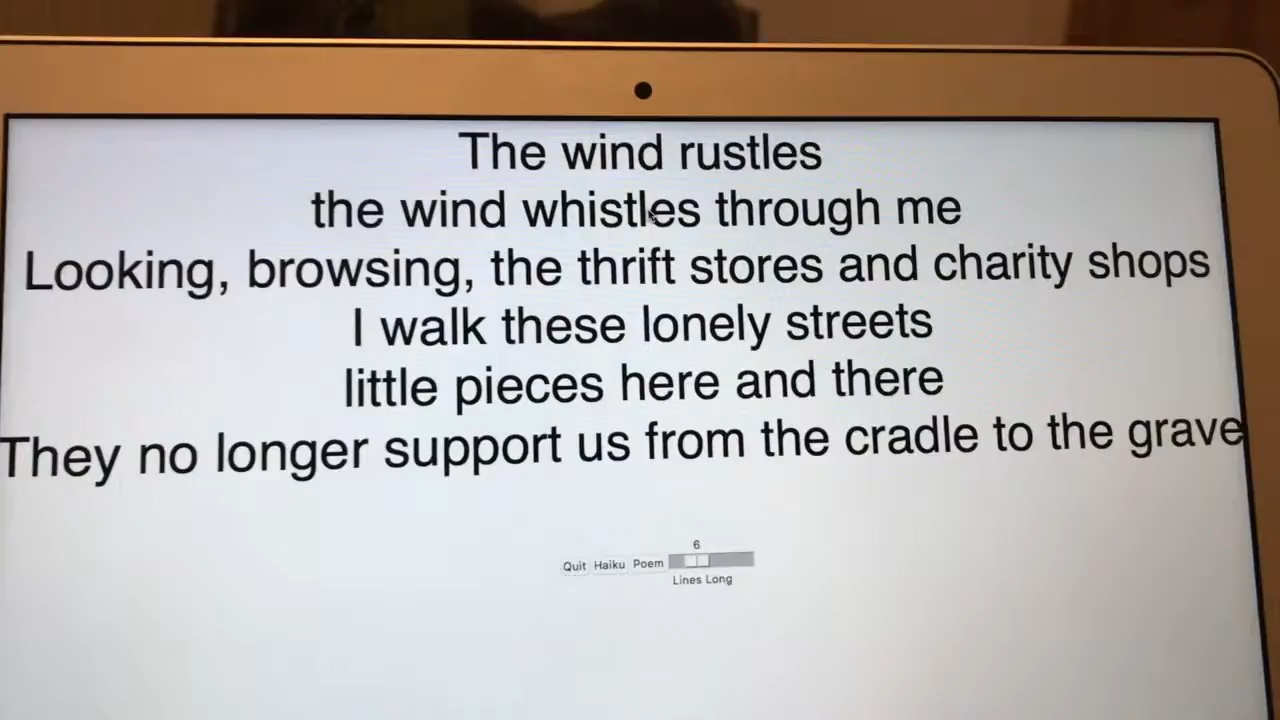 The wind rustles
the wind whistles through me
Looking, browsing, the thrift stores and charity shops
I walk these lonely streets
little pieces here and there
They no longer support us from the cradle to the grave
6
Quit Haiku Poem
Lines Long